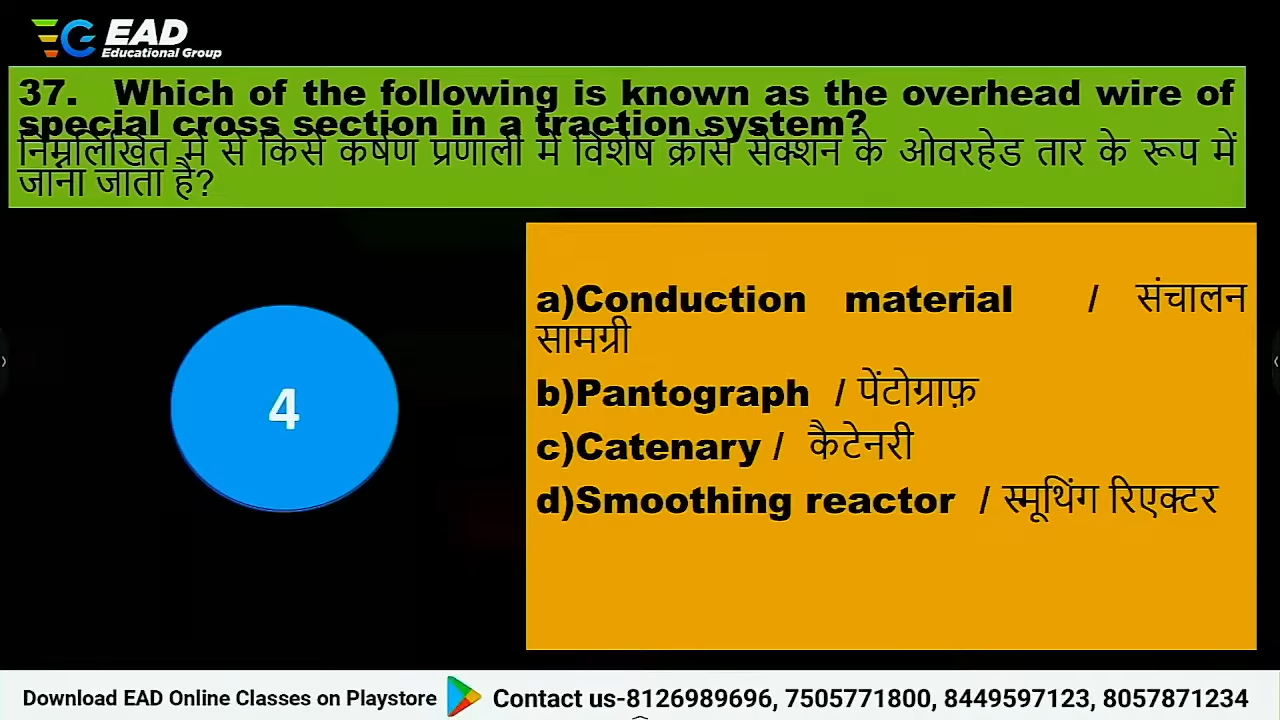 EAD
Educational Group
37. Which of the following is known as the overhead wire of
special cross section in a traction system?
निम्नलिखित में से किसे कर्षण प्रणाली में विशेष क्रॉस सेक्शन के ओवरहेड तार के रूप में
जाना जाता है?
a)Conduction material / संचालन
सामग्री
b)Pantograph / पेंटोग्राफ़
c)Catenary / कैटेनरी
d)Smoothing reactor / स्मूथिंग रिएक्टर
4
Download EAD Online Classes on Playstore Contact us-8126989696, 7505771800, 8449597123, 8057871234